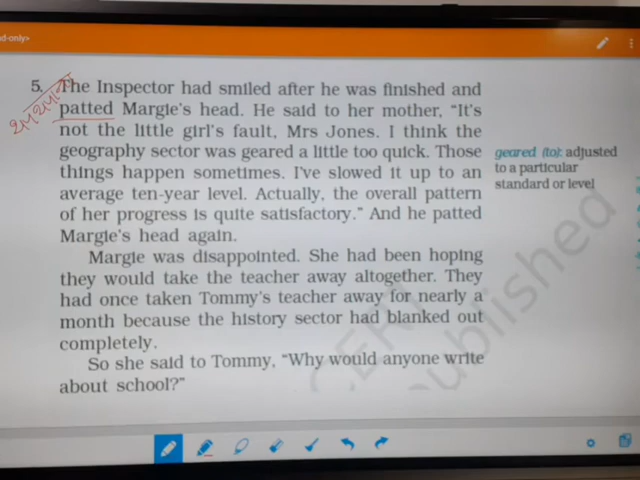 d-only>
5. The Inspector had smiled after he was finished and
patted Margie's head. He said to her mother, “It's
not the little girl's fault, Mrs Jones. I think the
geography sector was geared a little too quick. Those
things happen sometimes. I've slowed it up to an
average ten-year level. Actually, the overall pattern
of her progress is quite satisfactory.” And he patted
Margie's head again.
Margie was disappointed. She had been hoping
they would take the teacher away altogether. They
had once taken Tommy's teacher away for nearly a
month because the history sector had blanked out
completely.
So she said to Tommy, “Why would anyone write
about school?”
geared (to): adjusted
to a particular
standard or level
CERT
published